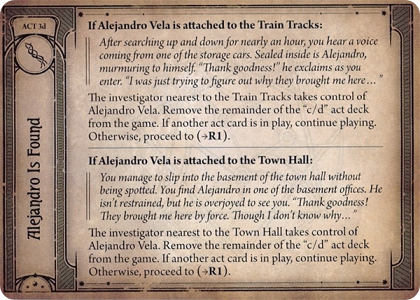 ACT 3d
Alejandro Is Found
If Alejandro Vela is attached to the Train Tracks:
After searching up and down for nearly an hour, you hear a voice
coming from one of the storage cars. Sealed inside is Alejandro,
murmuring to himself. “Thank goodness!” he exclaims as you
enter. “I was just trying to figure out why they brought me here…”
The investigator nearest to the Train Tracks takes control of
Alejandro Vela. Remove the remainder of the “c/d” act deck
from the game. If another act card is in play, continue playing.
Otherwise, proceed to (→R1).
If Alejandro Vela is attached to the Town Hall:
You manage to slip into the basement of the town hall without
being spotted. You find Alejandro in one of the basement offices. He
isn’t restrained, but he is overjoyed to see you. “Thank goodness!
They brought me here by force. Though I don’t know why…”
The investigator nearest to the Town Hall takes control of
Alejandro Vela. Remove the remainder of the “c/d” act deck
from the game. If another act card is in play, continue playing.
Otherwise, proceed to (→R1).